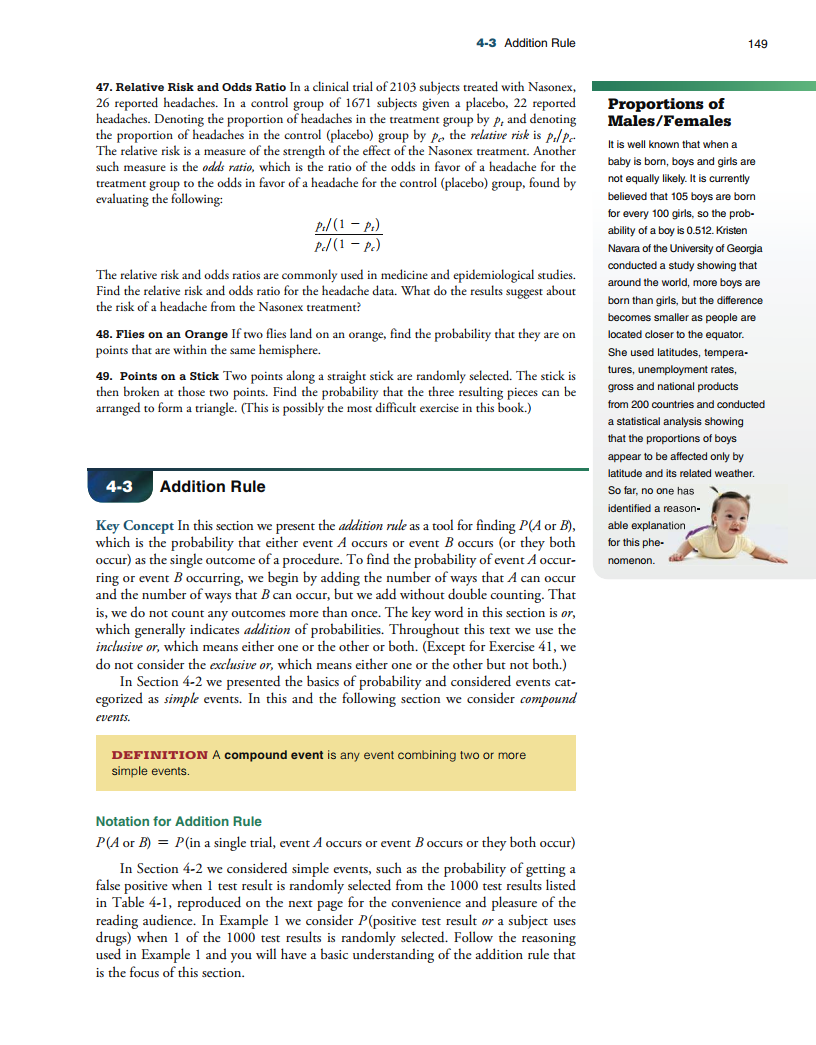 4-3 Addition Rule 149
47. Relative Risk and Odds Ratio In a clinical trial of 2103 subjects treated with Nasonex,
26 reported headaches. In a control group of 1671 subjects given a placebo, 22 reported
headaches. Denoting the proportion of headaches in the treatment group by pt and denoting
the proportion of headaches in the control (placebo) group by pc, the relative risk is pt/pc.
The relative risk is a measure of the strength of the effect of the Nasonex treatment. Another
such measure is the odds ratio, which is the ratio of the odds in favor of a headache for the
treatment group to the odds in favor of a headache for the control (placebo) group, found by
evaluating the following:
pt/(1 − pt)
pc/(1 − pc)
The relative risk and odds ratios are commonly used in medicine and epidemiological studies.
Find the relative risk and odds ratio for the headache data. What do the results suggest about
the risk of a headache from the Nasonex treatment?
48. Flies on an Orange If two flies land on an orange, find the probability that they are on
points that are within the same hemisphere.
49. Points on a Stick Two points along a straight stick are randomly selected. The stick is
then broken at those two points. Find the probability that the three resulting pieces can be
arranged to form a triangle. (This is possibly the most difficult exercise in this book.)
4-3 Addition Rule
Key Concept In this section we present the addition rule as a tool for finding P(A or B),
which is the probability that either event A occurs or event B occurs (or they both
occur) as the single outcome of a procedure. To find the probability of event A occur-
ring or event B occurring, we begin by adding the number of ways that A can occur
and the number of ways that B can occur, but we add without double counting. That
is, we do not count any outcomes more than once. The key word in this section is or,
which generally indicates addition of probabilities. Throughout this text we use the
inclusive or, which means either one or the other or both. (Except for Exercise 41, we
do not consider the exclusive or, which means either one or the other but not both.)
In Section 4-2 we presented the basics of probability and considered events cat-
egorized as simple events. In this and the following section we consider compound
events.
DEFINITION A compound event is any event combining two or more
simple events.
Notation for Addition Rule
P(A or B) = P(in a single trial, event A occurs or event B occurs or they both occur)
In Section 4-2 we considered simple events, such as the probability of getting a
false positive when 1 test result is randomly selected from the 1000 test results listed
in Table 4-1, reproduced on the next page for the convenience and pleasure of the
reading audience. In Example 1 we consider P(positive test result or a subject uses
drugs) when 1 of the 1000 test results is randomly selected. Follow the reasoning
used in Example 1 and you will have a basic understanding of the addition rule that
is the focus of this section.
Proportions of
Males/Females
It is well known that when a
baby is born, boys and girls are
not equally likely. It is currently
believed that 105 boys are born
for every 100 girls, so the prob-
ability of a boy is 0.512. Kristen
Navara of the University of Georgia
conducted a study showing that
around the world, more boys are
born than girls, but the difference
becomes smaller as people are
located closer to the equator.
She used latitudes, tempera-
tures, unemployment rates,
gross and national products
from 200 countries and conducted
a statistical analysis showing
that the proportions of boys
appear to be affected only by
latitude and its related weather.
So far, no one has
identified a reason-
able explanation
for this phe-
nomenon.